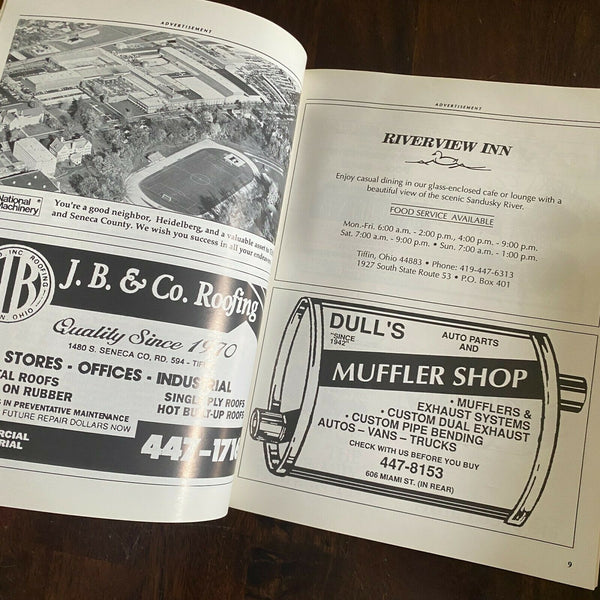 ADVERTISEMENT
National
Machinery
You're a good neighbor, Heidelberg, and a valuable asset to
and Seneca County. We wish you success in all your
INC ROOFING
OHIO
J.B. & Co. Roofing
Quality Since 1970
1480 S. SENECA CO, RD. 594 -
STORES - OFFICES - INDUSTRIAL
ROOFS
SINGLE PLY ROOFS
ON RUBBER
HOT BUILT-UP ROOFS
IN PREVENTATIVE MAINTENANCE
FUTURE REPAIR DOLLARS NOW
447-171
ADVERTISEMENT
RIVERVIEW INN
Enjoy casual dining in our glass-enclosed cafe or lounge with a
beautiful view of the scenic Sandusky River.
FOOD SERVICE AVAILABLE
Mon.-Fri. 6:00 a.m. - 2:00 p.m., 4:00 p.m. - 9:00 p.m.
Sat. 7:00 a.m. - 9:00 p.m. • Sun. 7:00 a.m. - 1:00 p.m.
Tiffin, Ohio 44883 • Phone: 419-447-6313
1927 South State Route 53 • P.O. Box 401
DULL'S
"SINCE
1942"
AUTO PARTS
AND
MUFFLER SHOP
• MUFFLERS &
EXHAUST SYSTEMS
• CUSTOM DUAL EXHAUST
• CUSTOM PIPE BENDING
AUTOS – VANS – TRUCKS
CHECK WITH US BEFORE YOU BUY
447-8153
606 MIAMI ST. (IN REAR)
9